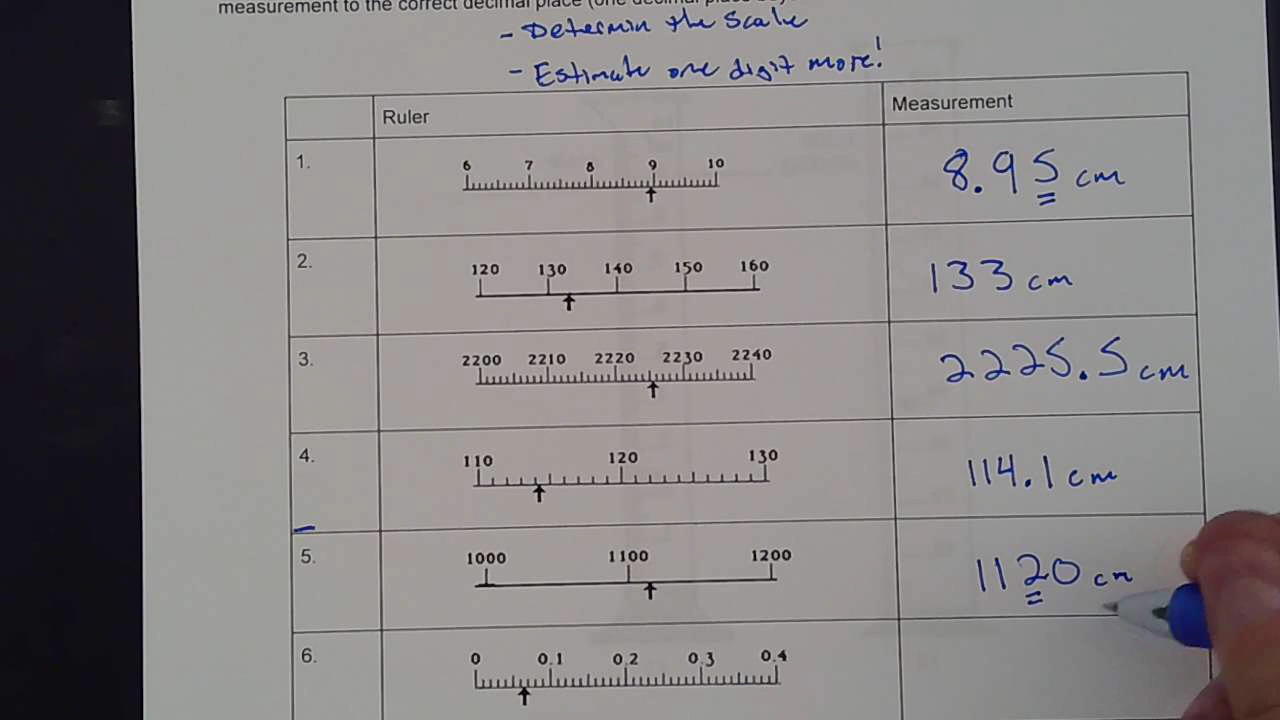 measurement to the correct decimal place (one decimal place
- Determin the Scale
- Estimate one digit more!
Ruler Measurement
1. 6 7 8 9 10 8.95 cm
2. 120 130 140 150 160 133 cm
3. 2200 2210 2220 2230 2240 2225.5 cm
4. 110 120 130 114.1 cm
5. 1000 1100 1200 1120 cm
6. 0 0.1 0.2 0.3 0.4